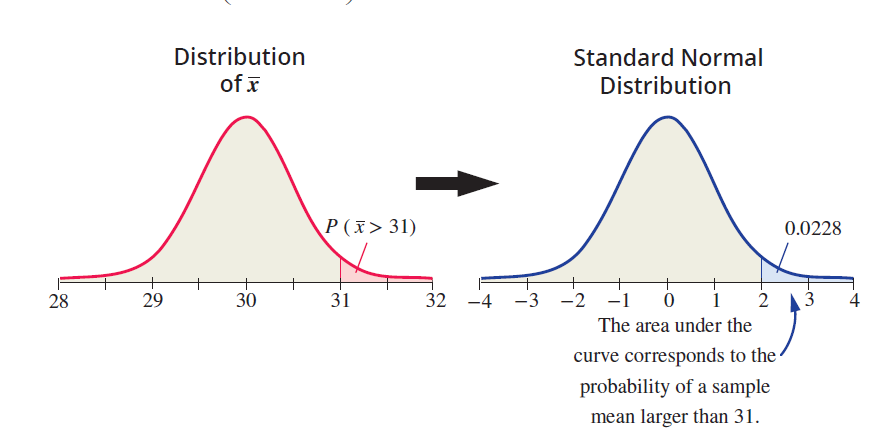 Distribution
of x̅
P (x̅ > 31)
28 29 30 31 32
Standard Normal
Distribution
0.0228
−4 −3 −2 −1 0 1 2 3 4
The area under the
curve corresponds to the
probability of a sample
mean larger than 31.